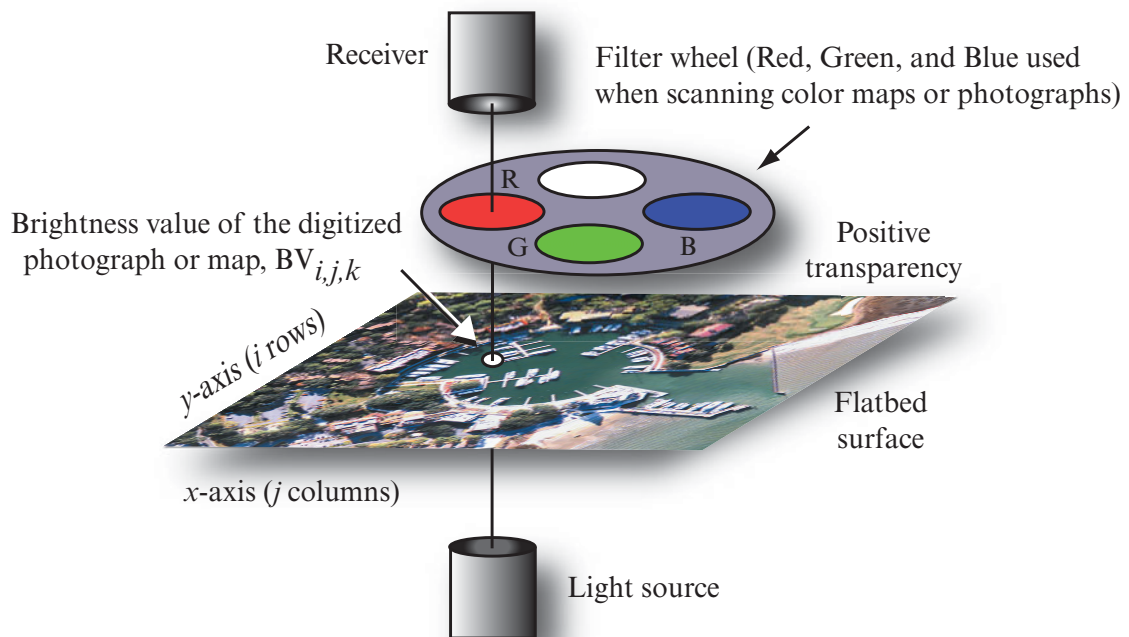 Receiver
Filter wheel (Red, Green, and Blue used
when scanning color maps or photographs)
R
G
B
Brightness value of the digitized
photograph or map, BV i,j,k
Positive
transparency
y-axis (i rows)
Flatbed
surface
x-axis (j columns)
Light source